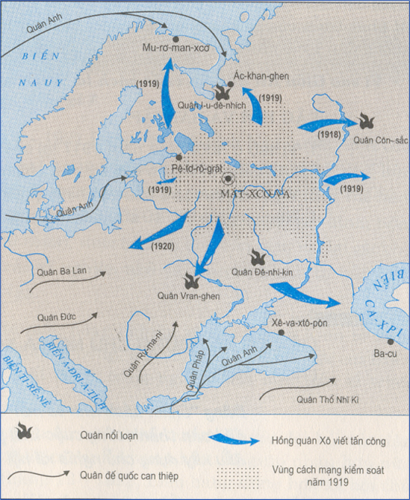 Quân Anh
Mu-rơ-man-xcơ
BIỂN
NA UY
(1919)
Ác-khan-ghen
Quân I-u-đê-nhich
(1919)
(1918)
Quân Côn-sắc
Pê-tơ-rô-grát
(1919)
MÁT-XCƠ-VA
(1919)
Quân Anh
(1920)
Quân Ba Lan
Quân Đê-nhi-kin
Quân Vran-ghen
Quân Đức
Xê-va-xtô-pôn
BIỂN CA-XPI
Quân Ru-ma-ni
Quân Pháp
Quân Anh
Ba-cu
BIỂN A-ĐRI-A-TÍCH
BIỂN TI-RÊ-NÊ
Quân Thổ Nhĩ Kì
Quân nổi loạn
Hồng quân Xô viết tấn công
Quân đế quốc can thiệp
Vùng cách mạng kiểm soát
năm 1919